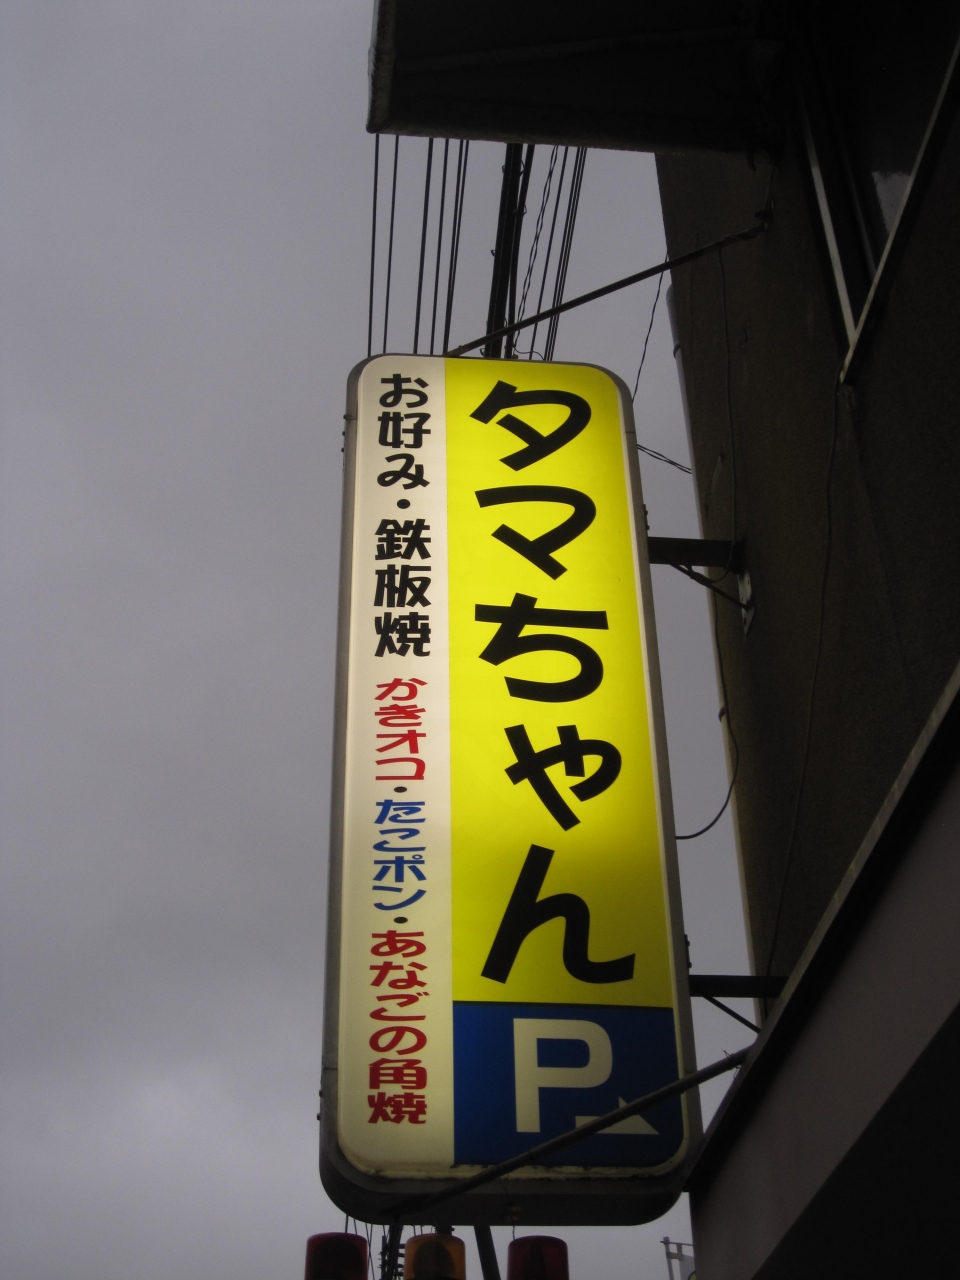 タマちゃん
お好み・鉄板焼 かきオコ・たこポン・あなごの角焼
P